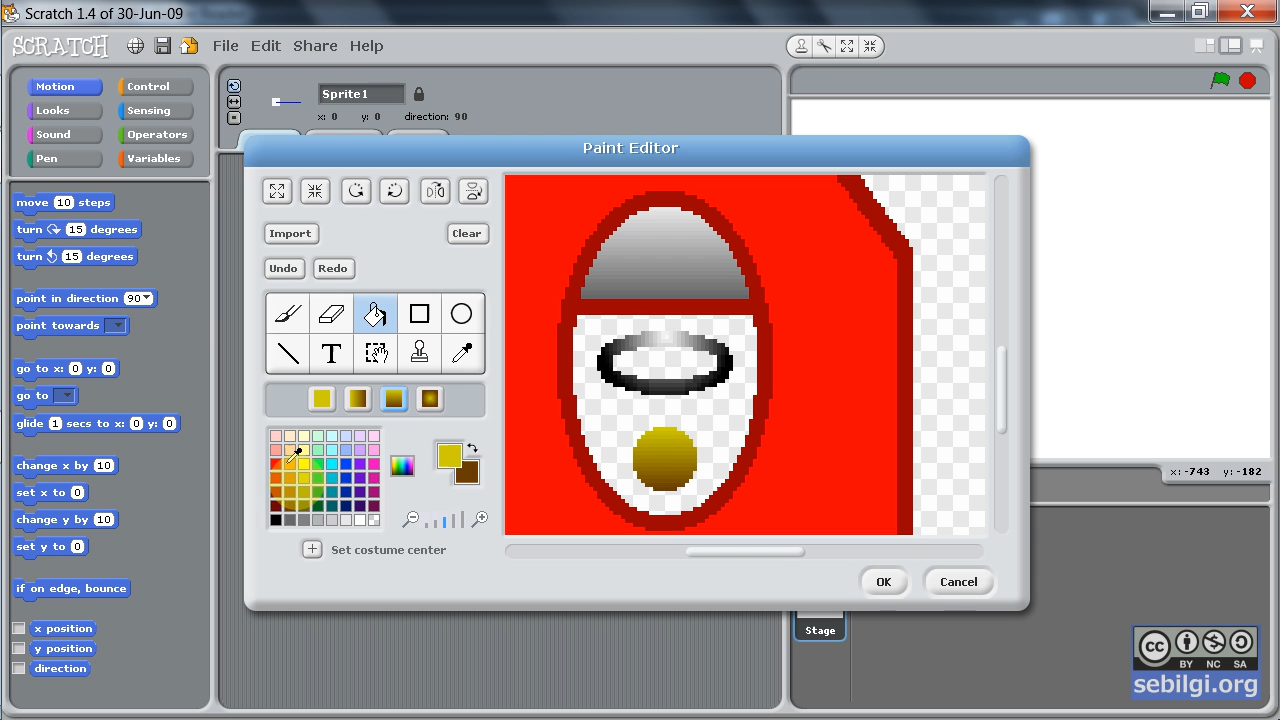 Scratch 1.4 of 30-Jun-09
SCRATCH File Edit Share Help
Motion Control
Looks Sensing
Sound Operators
Pen Variables
Sprite1
x: 0 y: 0 direction: 90
move 10 steps
turn 15 degrees
turn 15 degrees
point in direction 90
point towards
go to x: 0 y: 0
go to
glide 1 secs to x: 0 y: 0
change x by 10
set x to 0
change y by 10
set y to 0
if on edge, bounce
x position
y position
direction
Paint Editor
Import Clear
Undo Redo
T
Set costume center
OK Cancel
x: -743 y: -182
Stage
cc BY NC SA
sebilgi.org